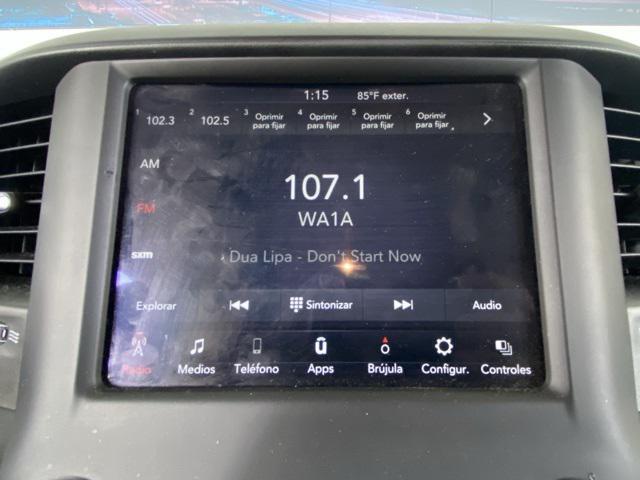 1:15 85°F exter.
1 102.3 2 102.5 3 Oprimir para fijar 4 Oprimir para fijar 5 Oprimir para fijar 6 Oprimir para fijar
AM
107.1
FM
WA1A
sxm
Dua Lipa - Don't Start Now
Explorar Sintonizar Audio
Radio Medios Teléfono Apps Brújula Configur. Controles